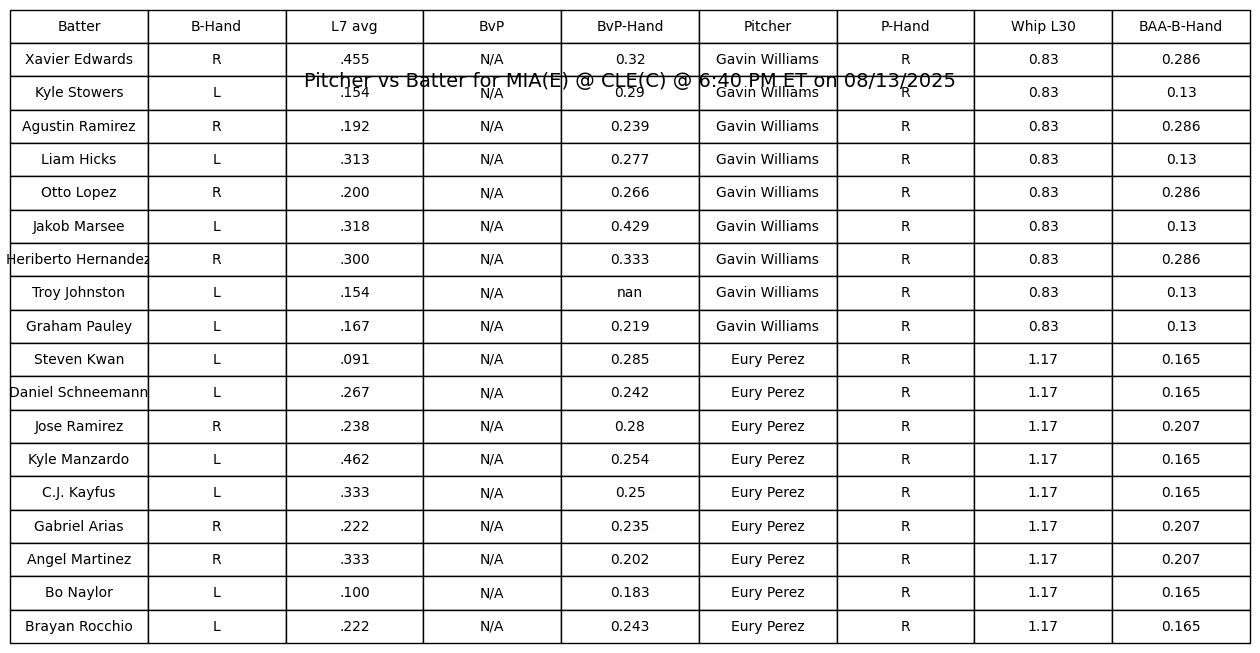 Batter B-Hand L7 avg BvP BvP-Hand Pitcher P-Hand Whip L30 BAA-B-Hand
Xavier Edwards R .455 N/A 0.32 Gavin Williams R 0.83 0.286
Pitcher vs Batter for MIA(E) @ CLE(C) @ 6:40 PM ET on 08/13/2025
Kyle Stowers L .154 N/A 0.29 Gavin Williams R 0.83 0.13
Agustin Ramirez R .192 N/A 0.239 Gavin Williams R 0.83 0.286
Liam Hicks L .313 N/A 0.277 Gavin Williams R 0.83 0.13
Otto Lopez R .200 N/A 0.266 Gavin Williams R 0.83 0.286
Jakob Marsee L .318 N/A 0.429 Gavin Williams R 0.83 0.13
Heriberto Hernandez R .300 N/A 0.333 Gavin Williams R 0.83 0.286
Troy Johnston L .154 N/A nan Gavin Williams R 0.83 0.13
Graham Pauley L .167 N/A 0.219 Gavin Williams R 0.83 0.13
Steven Kwan L .091 N/A 0.285 Eury Perez R 1.17 0.165
Daniel Schneemann L .267 N/A 0.242 Eury Perez R 1.17 0.165
Jose Ramirez R .238 N/A 0.28 Eury Perez R 1.17 0.207
Kyle Manzardo L .462 N/A 0.254 Eury Perez R 1.17 0.165
C.J. Kayfus L .333 N/A 0.25 Eury Perez R 1.17 0.165
Gabriel Arias R .222 N/A 0.235 Eury Perez R 1.17 0.207
Angel Martinez R .333 N/A 0.202 Eury Perez R 1.17 0.207
Bo Naylor L .100 N/A 0.183 Eury Perez R 1.17 0.165
Brayan Rocchio L .222 N/A 0.243 Eury Perez R 1.17 0.165